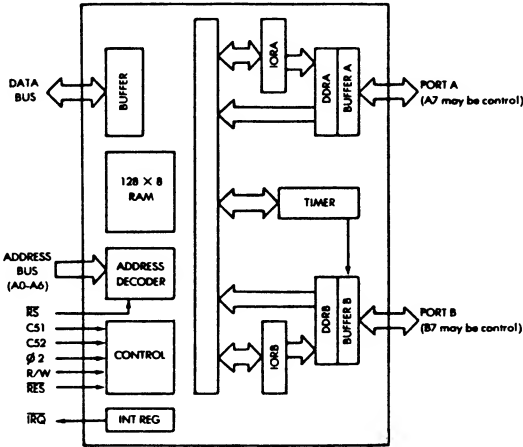 DATA
BUS
BUFFER
IORA
DDRA
BUFFER A
PORT A
(A7 may be control)
128 × 8
RAM
TIMER
ADDRESS
BUS
(A0-A6)
ADDRESS
DECODER
RS
CS1
CS2
Ø 2
R/W
RES
CONTROL
DDRB
BUFFER B
PORT B
(B7 may be control)
IORB
IRQ
INT REG